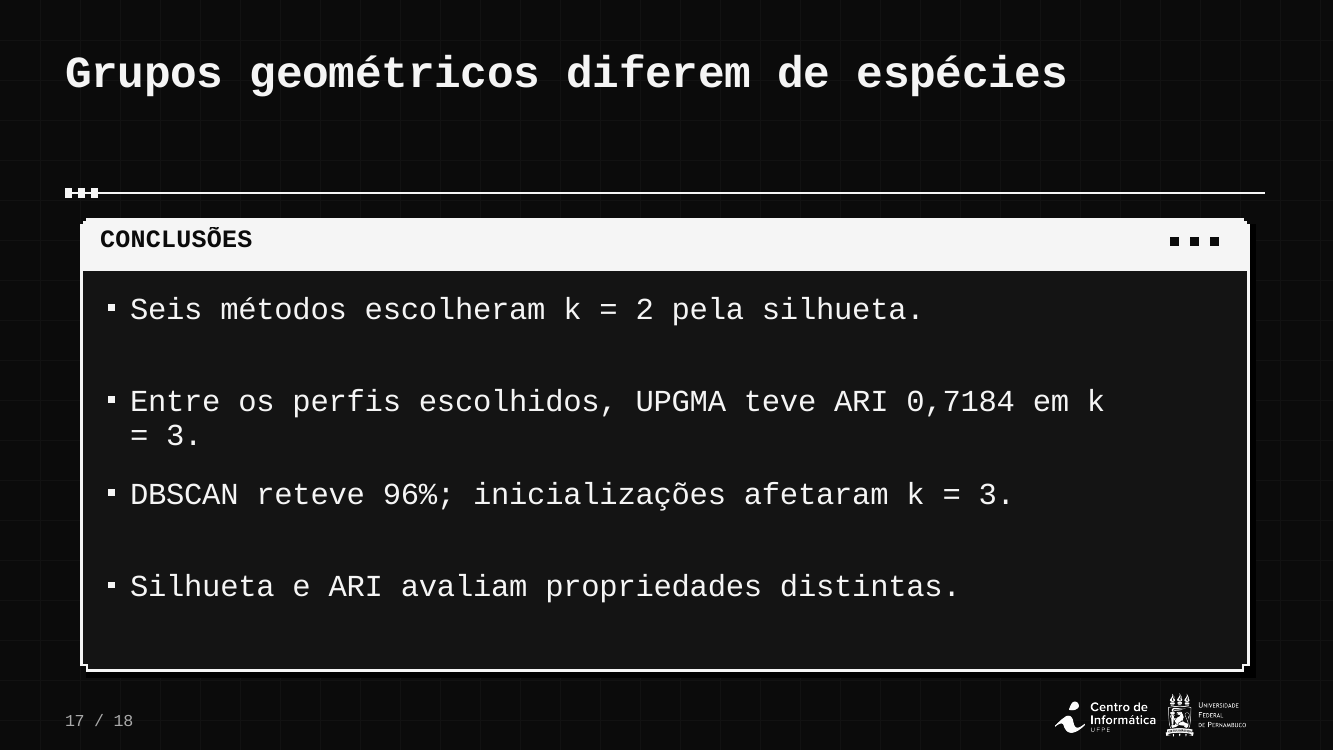 Grupos geométricos diferem de espécies
CONCLUSÕES
Seis métodos escolheram k = 2 pela silhueta.
Entre os perfis escolhidos, UPGMA teve ARI 0,7184 em k
= 3.
DBSCAN reteve 96%; inicializações afetaram k = 3.
Silhueta e ARI avaliam propriedades distintas.
17 / 18
Centro de
Informática
UFPE
Universidade
Federal
de Pernambuco